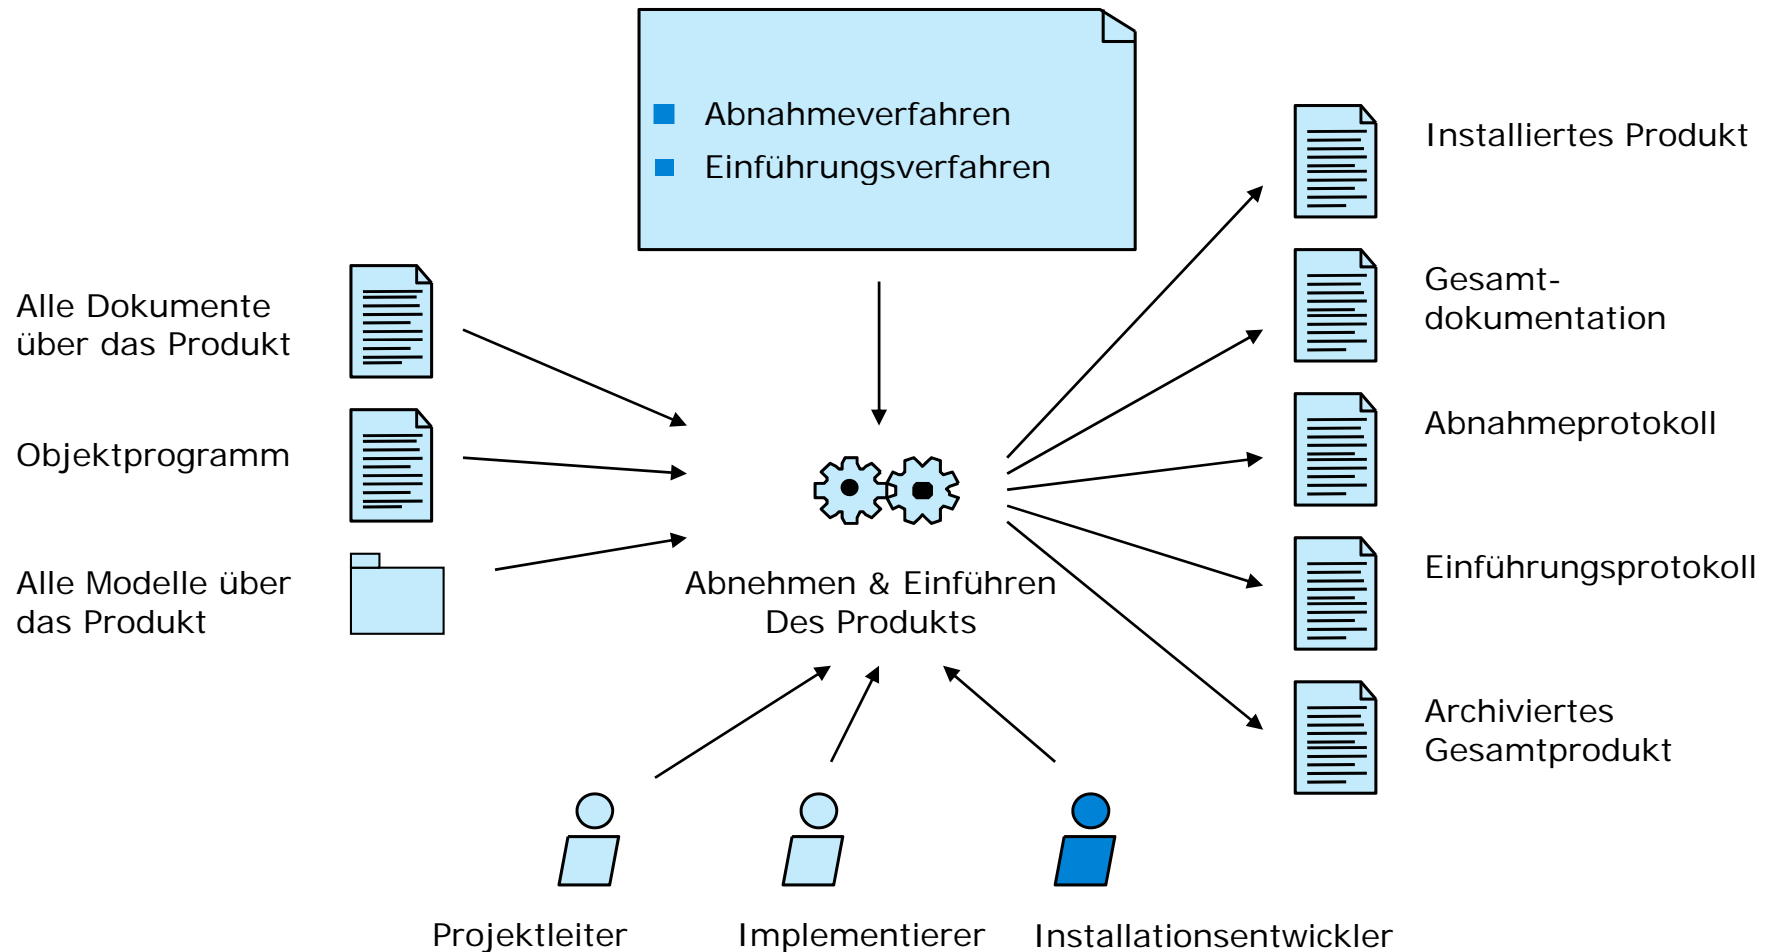 Abnahmeverfahren
Einführungsverfahren
Alle Dokumente
über das Produkt
Objektprogramm
Alle Modelle über
das Produkt
Abnehmen & Einführen
Des Produkts
Installiertes Produkt
Gesamt-
dokumentation
Abnahmeprotokoll
Einführungsprotokoll
Archiviertes
Gesamtprodukt
Projektleiter
Implementierer
Installationsentwickler